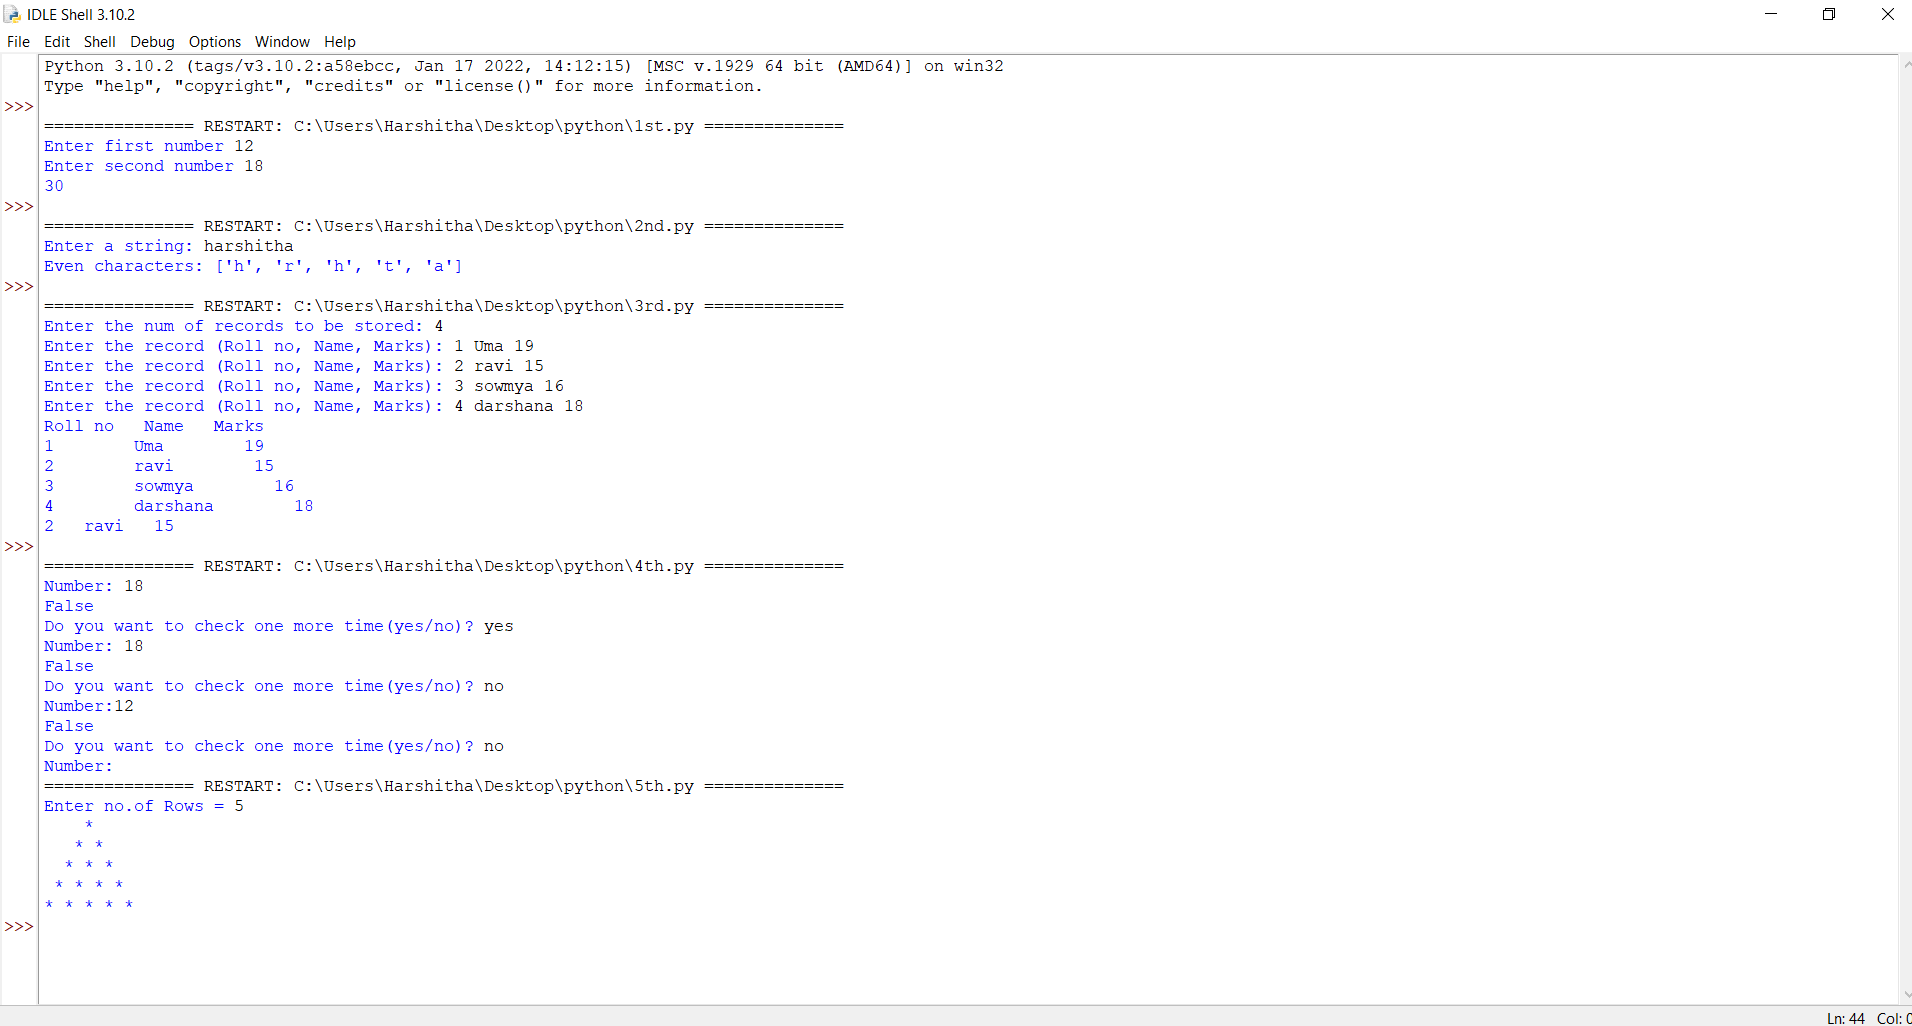 IDLE Shell 3.10.2
File Edit Shell Debug Options Window Help
Python 3.10.2 (tags/v3.10.2:a58ebcc, Jan 17 2022, 14:12:15) [MSC v.1929 64 bit (AMD64)] on win32
Type "help", "copyright", "credits" or "license()" for more information.
>>>
=============== RESTART: C:\Users\Harshitha\Desktop\python\1st.py ==============
Enter first number 12
Enter second number 18
30
>>>
=============== RESTART: C:\Users\Harshitha\Desktop\python\2nd.py ==============
Enter a string: harshitha
Even characters: ['h', 'r', 'h', 't', 'a']
>>>
=============== RESTART: C:\Users\Harshitha\Desktop\python\3rd.py ==============
Enter the num of records to be stored: 4
Enter the record (Roll no, Name, Marks): 1 Uma 19
Enter the record (Roll no, Name, Marks): 2 ravi 15
Enter the record (Roll no, Name, Marks): 3 sowmya 16
Enter the record (Roll no, Name, Marks): 4 darshana 18
Roll no   Name   Marks
1        Uma        19
2        ravi        15
3        sowmya        16
4        darshana        18
2   ravi   15
>>>
=============== RESTART: C:\Users\Harshitha\Desktop\python\4th.py ==============
Number: 18
False
Do you want to check one more time(yes/no)? yes
Number: 18
False
Do you want to check one more time(yes/no)? no
Number:12
False
Do you want to check one more time(yes/no)? no
Number:
=============== RESTART: C:\Users\Harshitha\Desktop\python\5th.py ==============
Enter no.of Rows = 5
    *
   * *
  * * *
 * * * *
* * * * *
>>>
Ln: 44 Col: 0